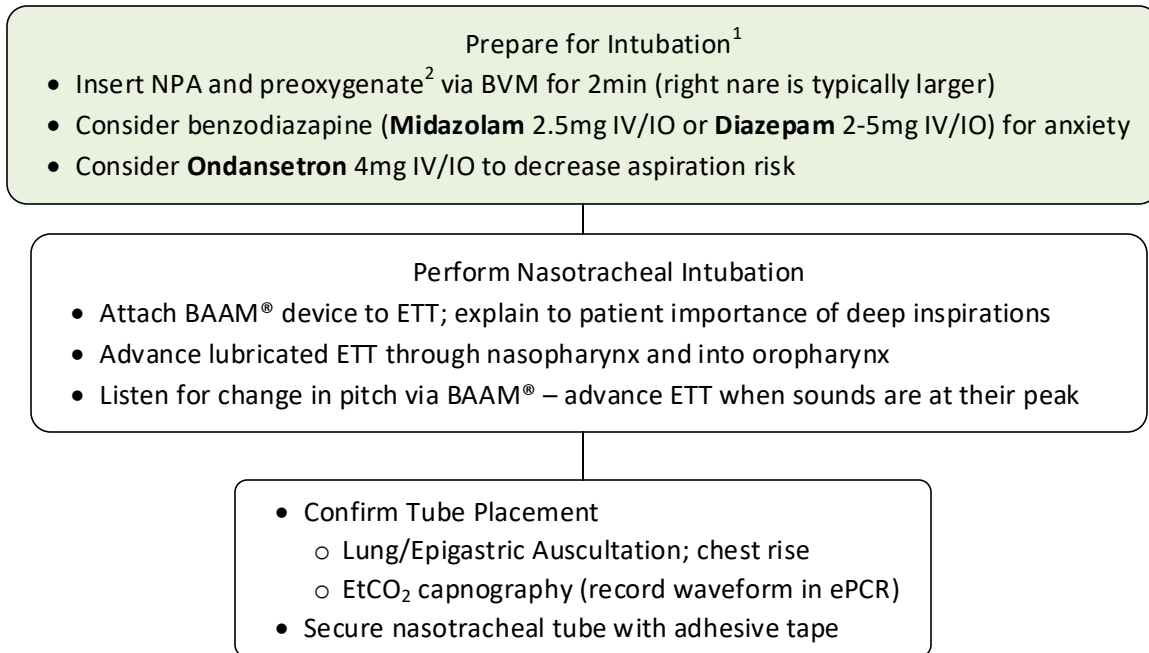 Prepare for Intubation¹
• Insert NPA and preoxygenate² via BVM for 2min (right nare is typically larger)
• Consider benzodiazapine (Midazolam 2.5mg IV/IO or Diazepam 2-5mg IV/IO) for anxiety
• Consider Ondansetron 4mg IV/IO to decrease aspiration risk
Perform Nasotracheal Intubation
• Attach BAAM® device to ETT; explain to patient importance of deep inspirations
• Advance lubricated ETT through nasopharynx and into oropharynx
• Listen for change in pitch via BAAM® – advance ETT when sounds are at their peak
• Confirm Tube Placement
o Lung/Epigastric Auscultation; chest rise
o EtCO₂ capnography (record waveform in ePCR)
• Secure nasotracheal tube with adhesive tape